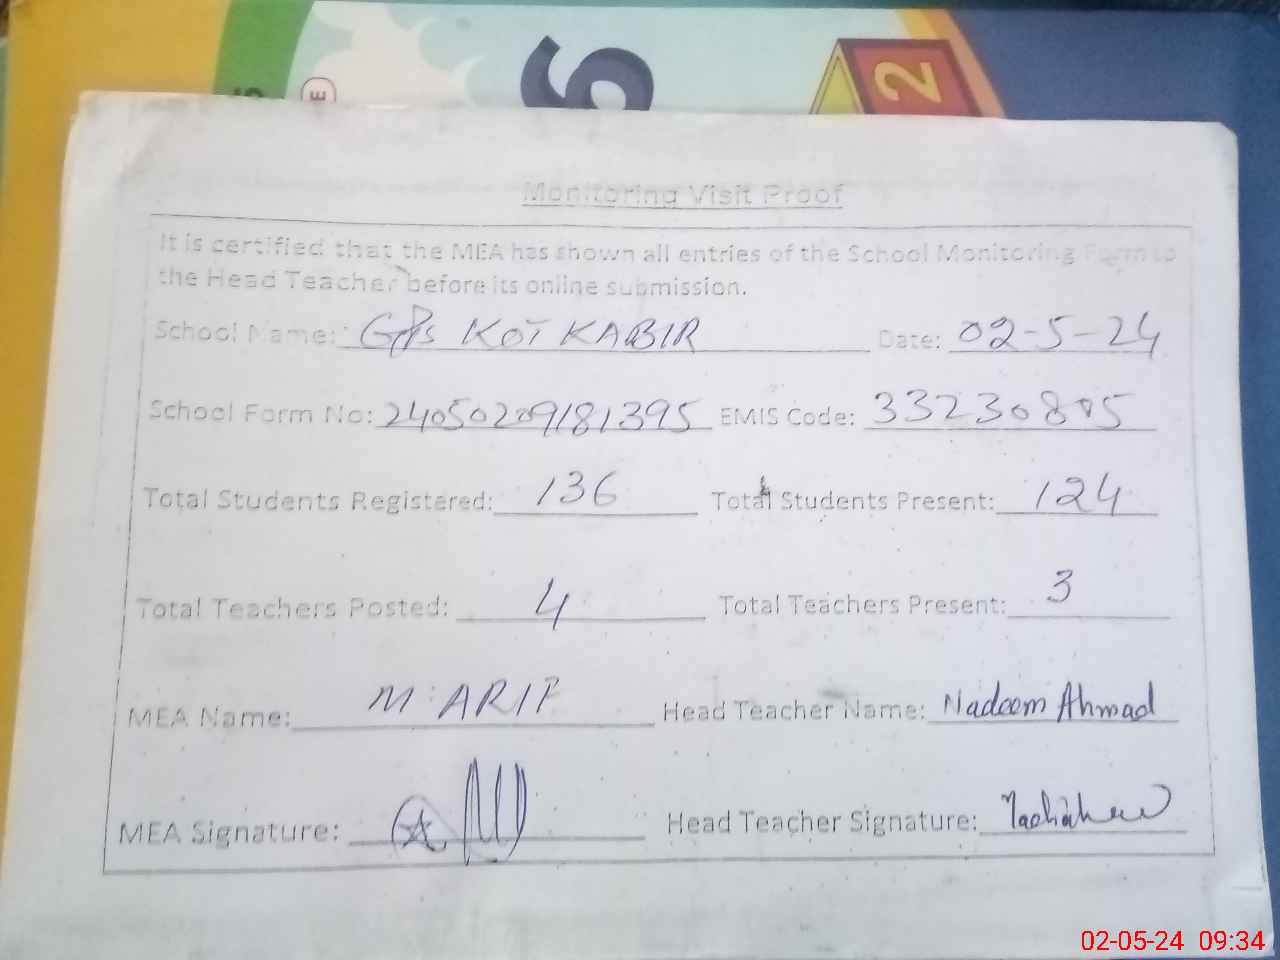 6
E
2
Monitoring Visit Proof
It is certified that the MEA has shown all entries of the School Monitoring Form to
the Head Teacher before its online submission.
School Name: GPS KOT KABIR Date: 02-5-24
School Form No: 24050209181395 EMIS Code: 33230805
Total Students Registered: 136 Total Students Present: 124
Total Teachers Posted: 4 Total Teachers Present: 3
MEA Name: M. ARIF Head Teacher Name: Nadeem Ahmad
MEA Signature: Head Teacher Signature:
02-05-24 09:34